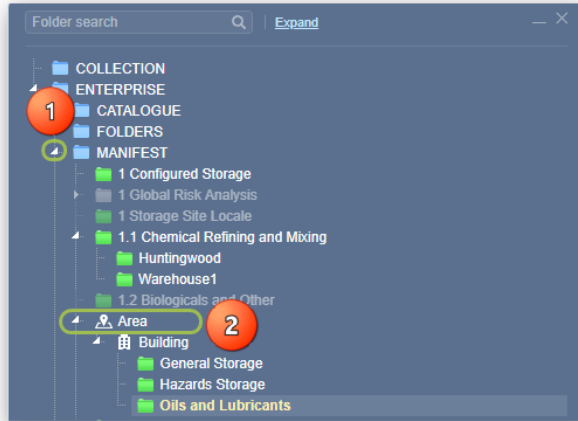 Folder search
Expand
COLLECTION
ENTERPRISE
1
CATALOGUE
FOLDERS
MANIFEST
1 Configured Storage
1 Global Risk Analysis
1 Storage Site Locale
1.1 Chemical Refining and Mixing
Huntingwood
Warehouse1
1.2 Biologicals and Other
Area
2
Building
General Storage
Hazards Storage
Oils and Lubricants